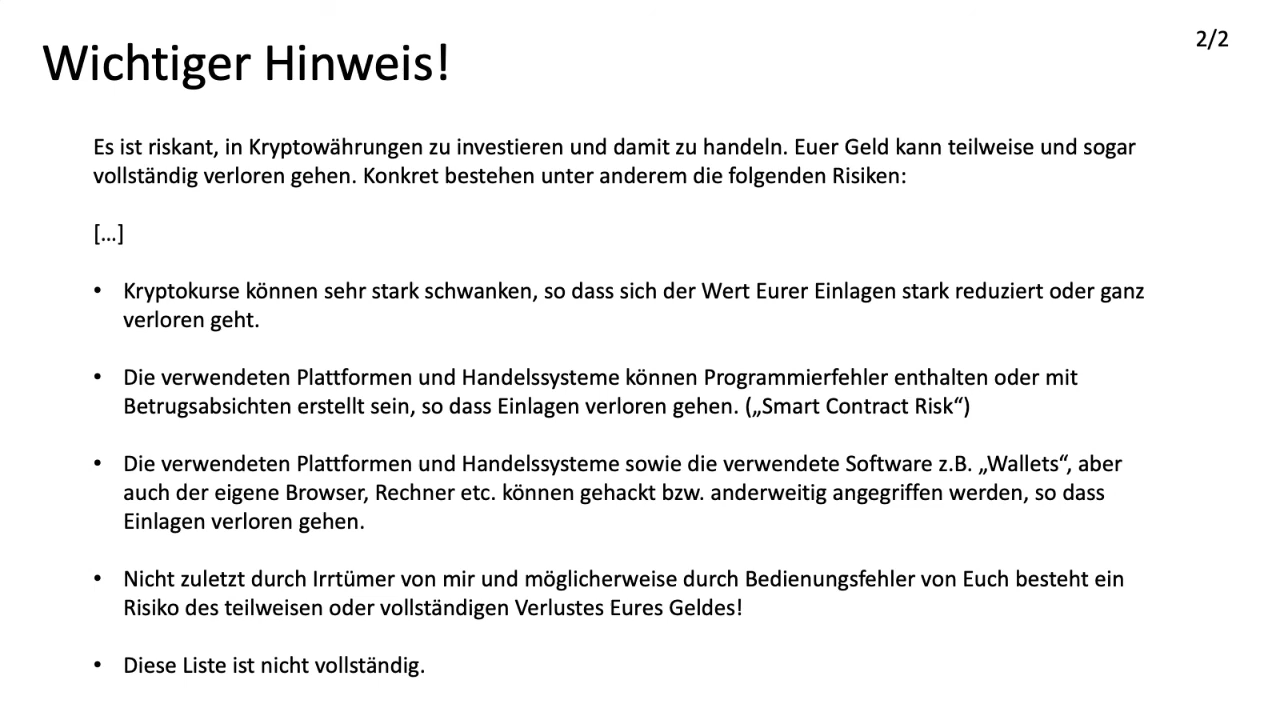 Wichtiger Hinweis!
2/2
Es ist riskant, in Kryptowährungen zu investieren und damit zu handeln. Euer Geld kann teilweise und sogar
vollständig verloren gehen. Konkret bestehen unter anderem die folgenden Risiken:
[…]
• Kryptokurse können sehr stark schwanken, so dass sich der Wert Eurer Einlagen stark reduziert oder ganz
verloren geht.
• Die verwendeten Plattformen und Handelssysteme können Programmierfehler enthalten oder mit
Betrugsabsichten erstellt sein, so dass Einlagen verloren gehen. („Smart Contract Risk“)
• Die verwendeten Plattformen und Handelssysteme sowie die verwendete Software z.B. „Wallets“, aber
auch der eigene Browser, Rechner etc. können gehackt bzw. anderweitig angegriffen werden, so dass
Einlagen verloren gehen.
• Nicht zuletzt durch Irrtümer von mir und möglicherweise durch Bedienungsfehler von Euch besteht ein
Risiko des teilweisen oder vollständigen Verlustes Eures Geldes!
• Diese Liste ist nicht vollständig.